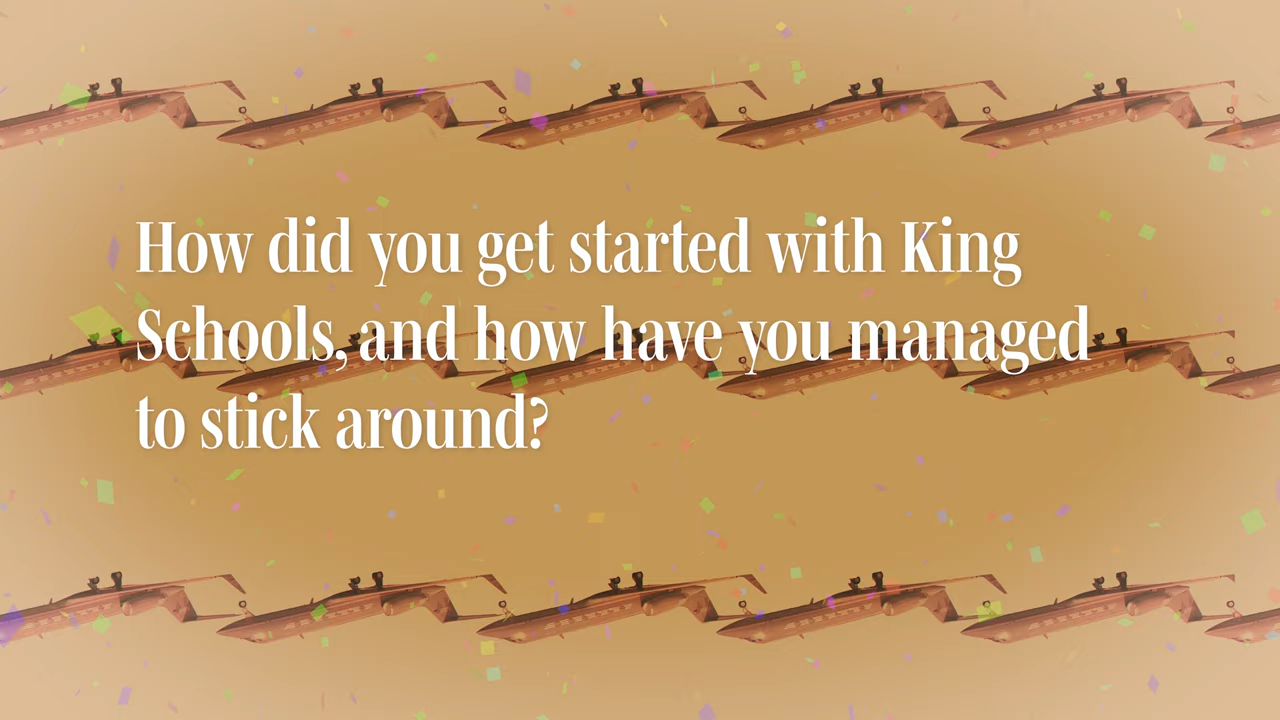 How did you get started with King
Schools, and how have you managed
to stick around?